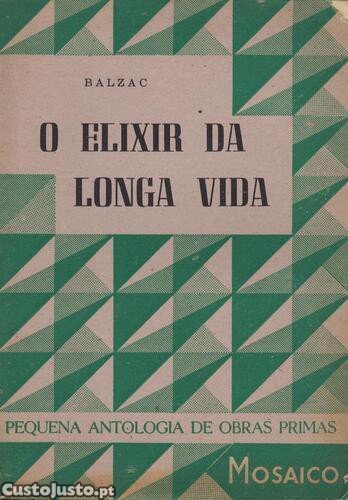 BALZAC
O ELIXIR DA
LONGA VIDA
PEQUENA ANTOLOGIA DE OBRAS PRIMAS
MOSAICO
CustoJusto.pt